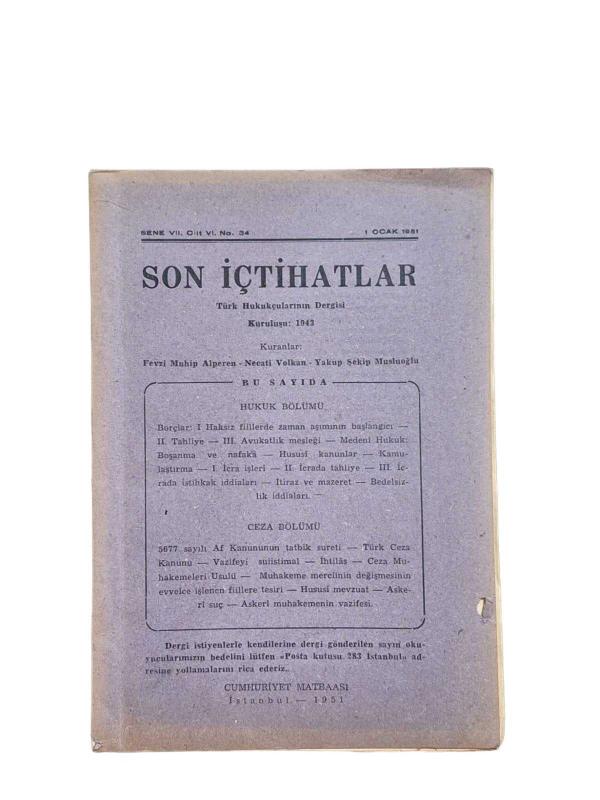 SENE VII. Cilt VI. No. 34
1 OCAK 1951
SON İÇTİHATLAR
Türk Hukukçularının Dergisi
Kuruluşu: 1943
Kuranlar:
Fevzi Muhip Alperen - Necati Volkan - Yakup Şekip Musluoğlu
BU SAYIDA
HUKUK BÖLÜMÜ
Borçlar: I Haksız fiillerde zaman aşımının başlangıcı —
II. Tahliye — III. Avukatlık mesleği — Medeni Hukuk:
Boşanma ve nafaka — Hususî kanunlar — Kamu-
laştırma — I. İcra işleri — II. İcrada tahliye — III. İc-
rada istihkak iddiaları — İtiraz ve mazeret — Bedelsiz-
lik iddiaları. —
CEZA BÖLÜMÜ
5677 sayılı Af Kanununun tatbik sureti — Türk Ceza
Kanunu — Vazifeyi suiistimal — İhtilâs — Ceza Mu-
hakemeleri Usulü — Muhakeme merciinin değişmesinin
evvelce işlenen fiillere tesiri — Hususî mevzuat — Aske-
rî suç — Askerî muhakemenin vazifesi.
Dergi istiyenlerle kendilerine dergi gönderilen sayın oku-
yucularımızın bedelini lütfen «Posta kutusu 283 İstanbul» ad-
resine yollamalarını rica ederiz..
CUMHURİYET MATBAASI
İstanbul — 1951